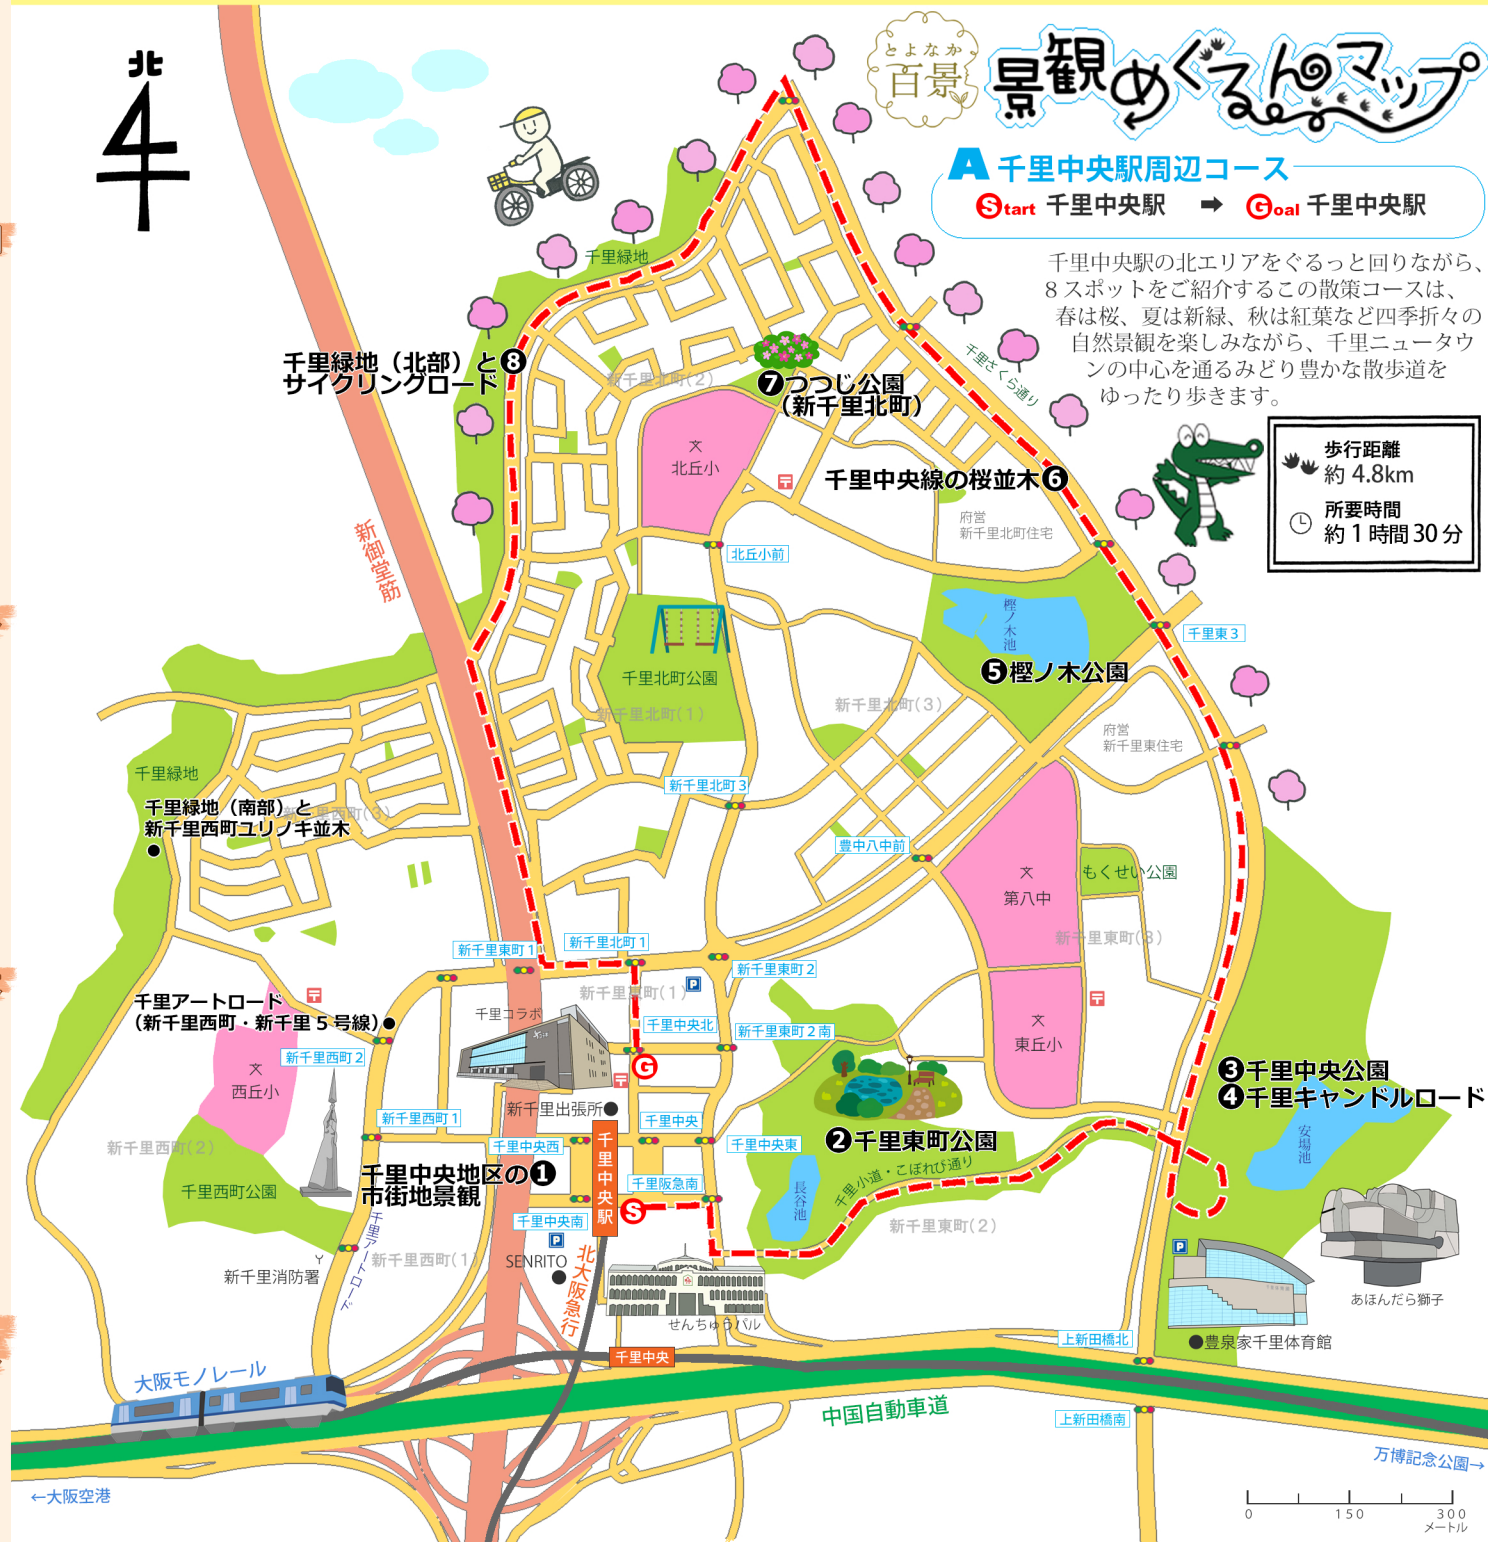 北
とよなか
百景
景観めぐるんマップ
A 千里中央駅周辺コース
Start 千里中央駅 ➡ Goal 千里中央駅
千里中央駅の北エリアをぐるっと回りながら、
8スポットをご紹介するこの散策コースは、
春は桜、夏は新緑、秋は紅葉など四季折々の
自然景観を楽しみながら、千里ニュータウ
ンの中心を通るみどり豊かな散歩道を
ゆったり歩きます。
歩行距離
約 4.8km
所要時間
約1時間30分
千里緑地
千里緑地（北部）と❽
サイクリングロード
新千里北町(2)
❼つつじ公園
（新千里北町）
千里さくら通り
文
北丘小
千里中央線の桜並木❻
府営
新千里北町住宅
新御堂筋
北丘小前
樫ノ木池
千里東3
❺樫ノ木公園
千里北町公園
新千里北町(1)
新千里北町(3)
府営
新千里東住宅
千里緑地
千里緑地（南部）と
新千里西町ユリノキ並木
新千里西町(3)
新千里北町3
豊中八中前
文
第八中
もくせい公園
新千里東町(3)
新千里東町1
新千里北町1
新千里東町2
新千里東町(1)
P
千里アートロード
（新千里西町・新千里5号線）
千里コラボ
千里中央北
新千里東町2南
文
東丘小
新千里西町2
文
西丘小
G
❸千里中央公園
❹千里キャンドルロード
新千里出張所
新千里西町1
千里中央
千里中央西
千里中央東
❷千里東町公園
安場池
新千里西町(2)
千里中央地区の❶
市街地景観
千里中央駅
千里阪急南
千里小道・こぼれび通り
長谷池
千里西町公園
S
千里中央南
新千里東町(2)
千里アートロード
P
P
新千里西町(1)
SENRITO
北大阪急行
新千里消防署
あほんだら獅子
せんちゅうパル
上新田橋北
豊泉家千里体育館
千里中央
大阪モノレール
中国自動車道
上新田橋南
万博記念公園→
←大阪空港
0 150 300
メートル